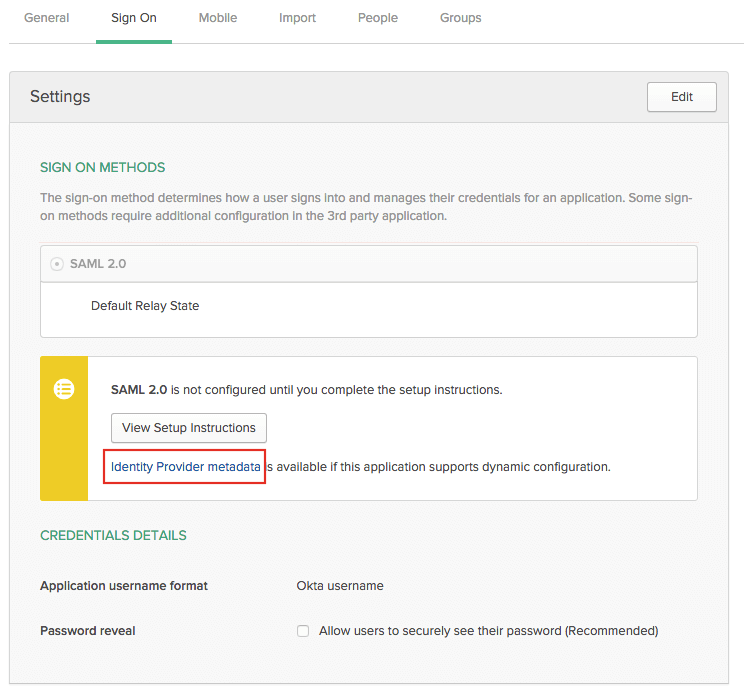 General Sign On Mobile Import People Groups
Settings Edit
SIGN ON METHODS
The sign-on method determines how a user signs into and manages their credentials for an application. Some sign-
on methods require additional configuration in the 3rd party application.
SAML 2.0
Default Relay State
SAML 2.0 is not configured until you complete the setup instructions.
View Setup Instructions
Identity Provider metadata is available if this application supports dynamic configuration.
CREDENTIALS DETAILS
Application username format Okta username
Password reveal Allow users to securely see their password (Recommended)